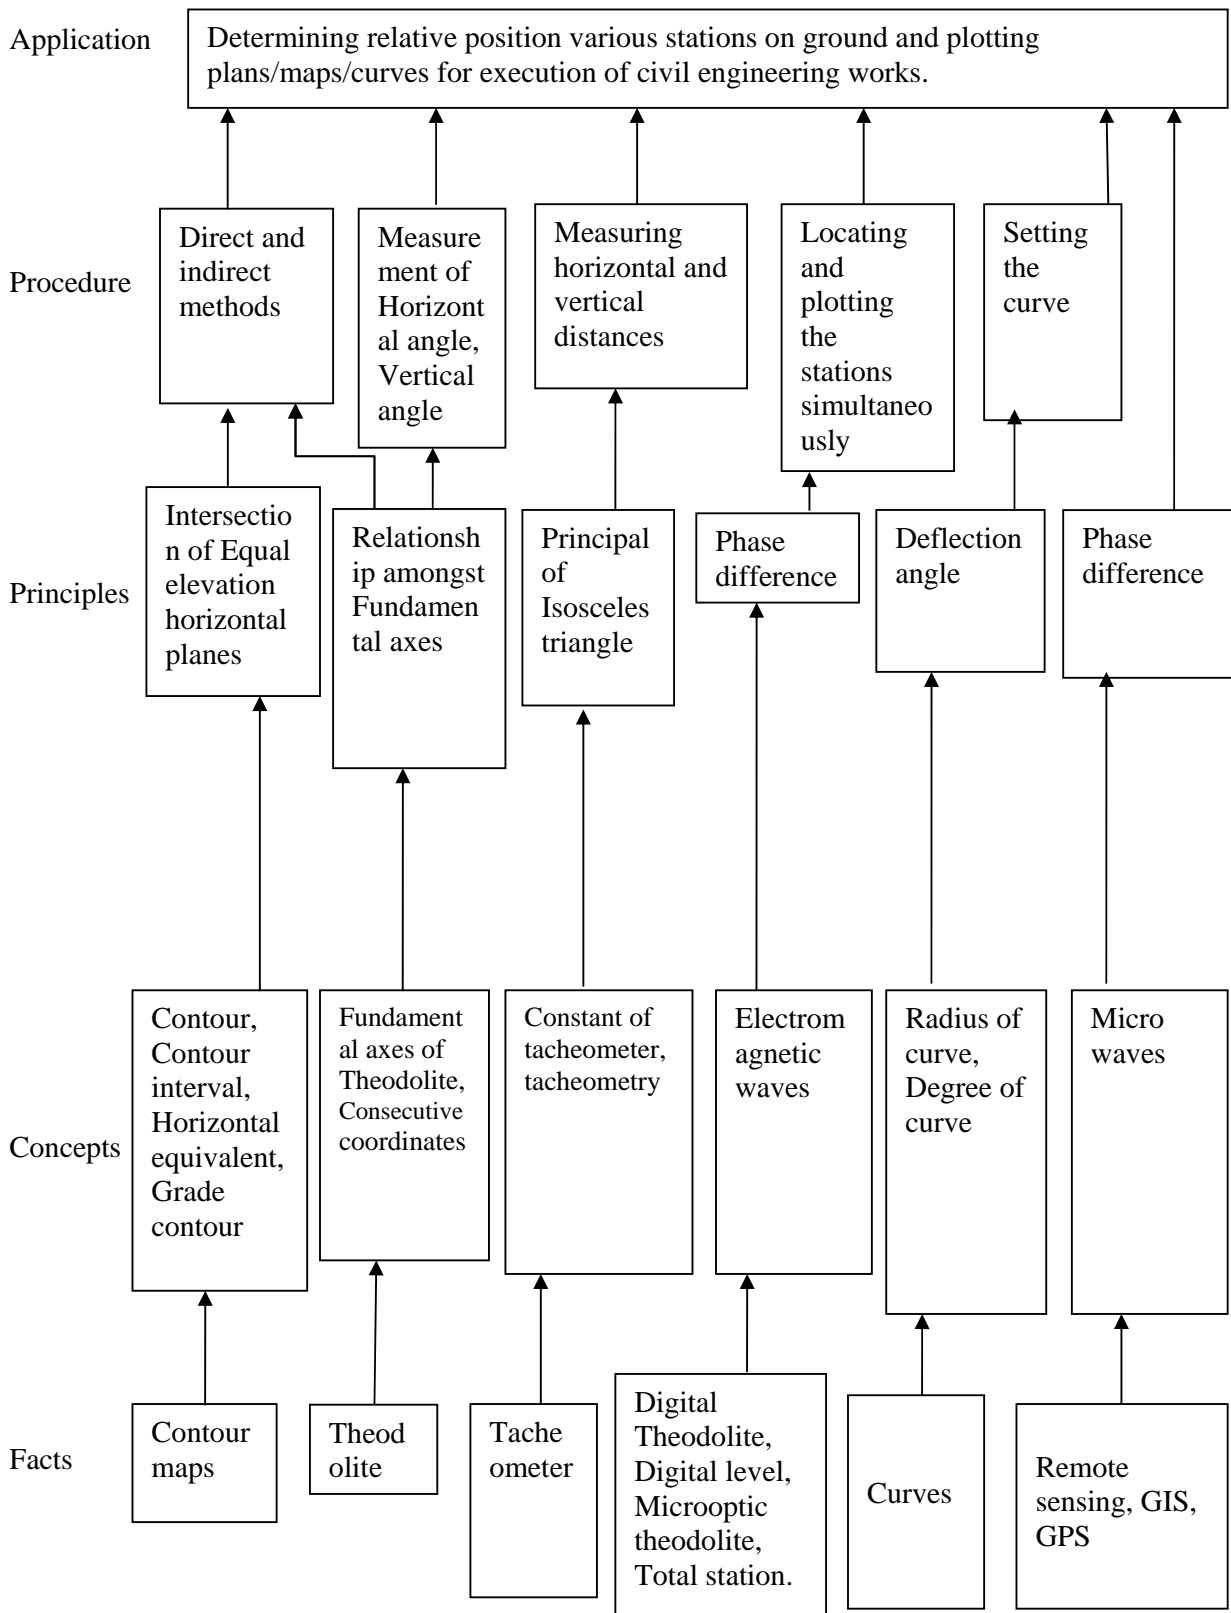 Application
Determining relative position various stations on ground and plotting
plans/maps/curves for execution of civil engineering works.
Procedure
Direct and
indirect
methods
Measure
ment of
Horizont
al angle,
Vertical
angle
Measuring
horizontal and
vertical
distances
Locating
and
plotting
the
stations
simultaneo
usly
Setting
the
curve
Principles
Intersectio
n of Equal
elevation
horizontal
planes
Relationsh
ip amongst
Fundamen
tal axes
Principal
of
Isosceles
triangle
Phase
difference
Deflection
angle
Phase
difference
Concepts
Contour,
Contour
interval,
Horizontal
equivalent,
Grade
contour
Fundament
al axes of
Theodolite,
Consecutive
coordinates
Constant of
tacheometer,
tacheometry
Electrom
agnetic
waves
Radius of
curve,
Degree of
curve
Micro
waves
Facts
Contour
maps
Theod
olite
Tache
ometer
Digital
Theodolite,
Digital level,
Microoptic
theodolite,
Total station.
Curves
Remote
sensing, GIS,
GPS